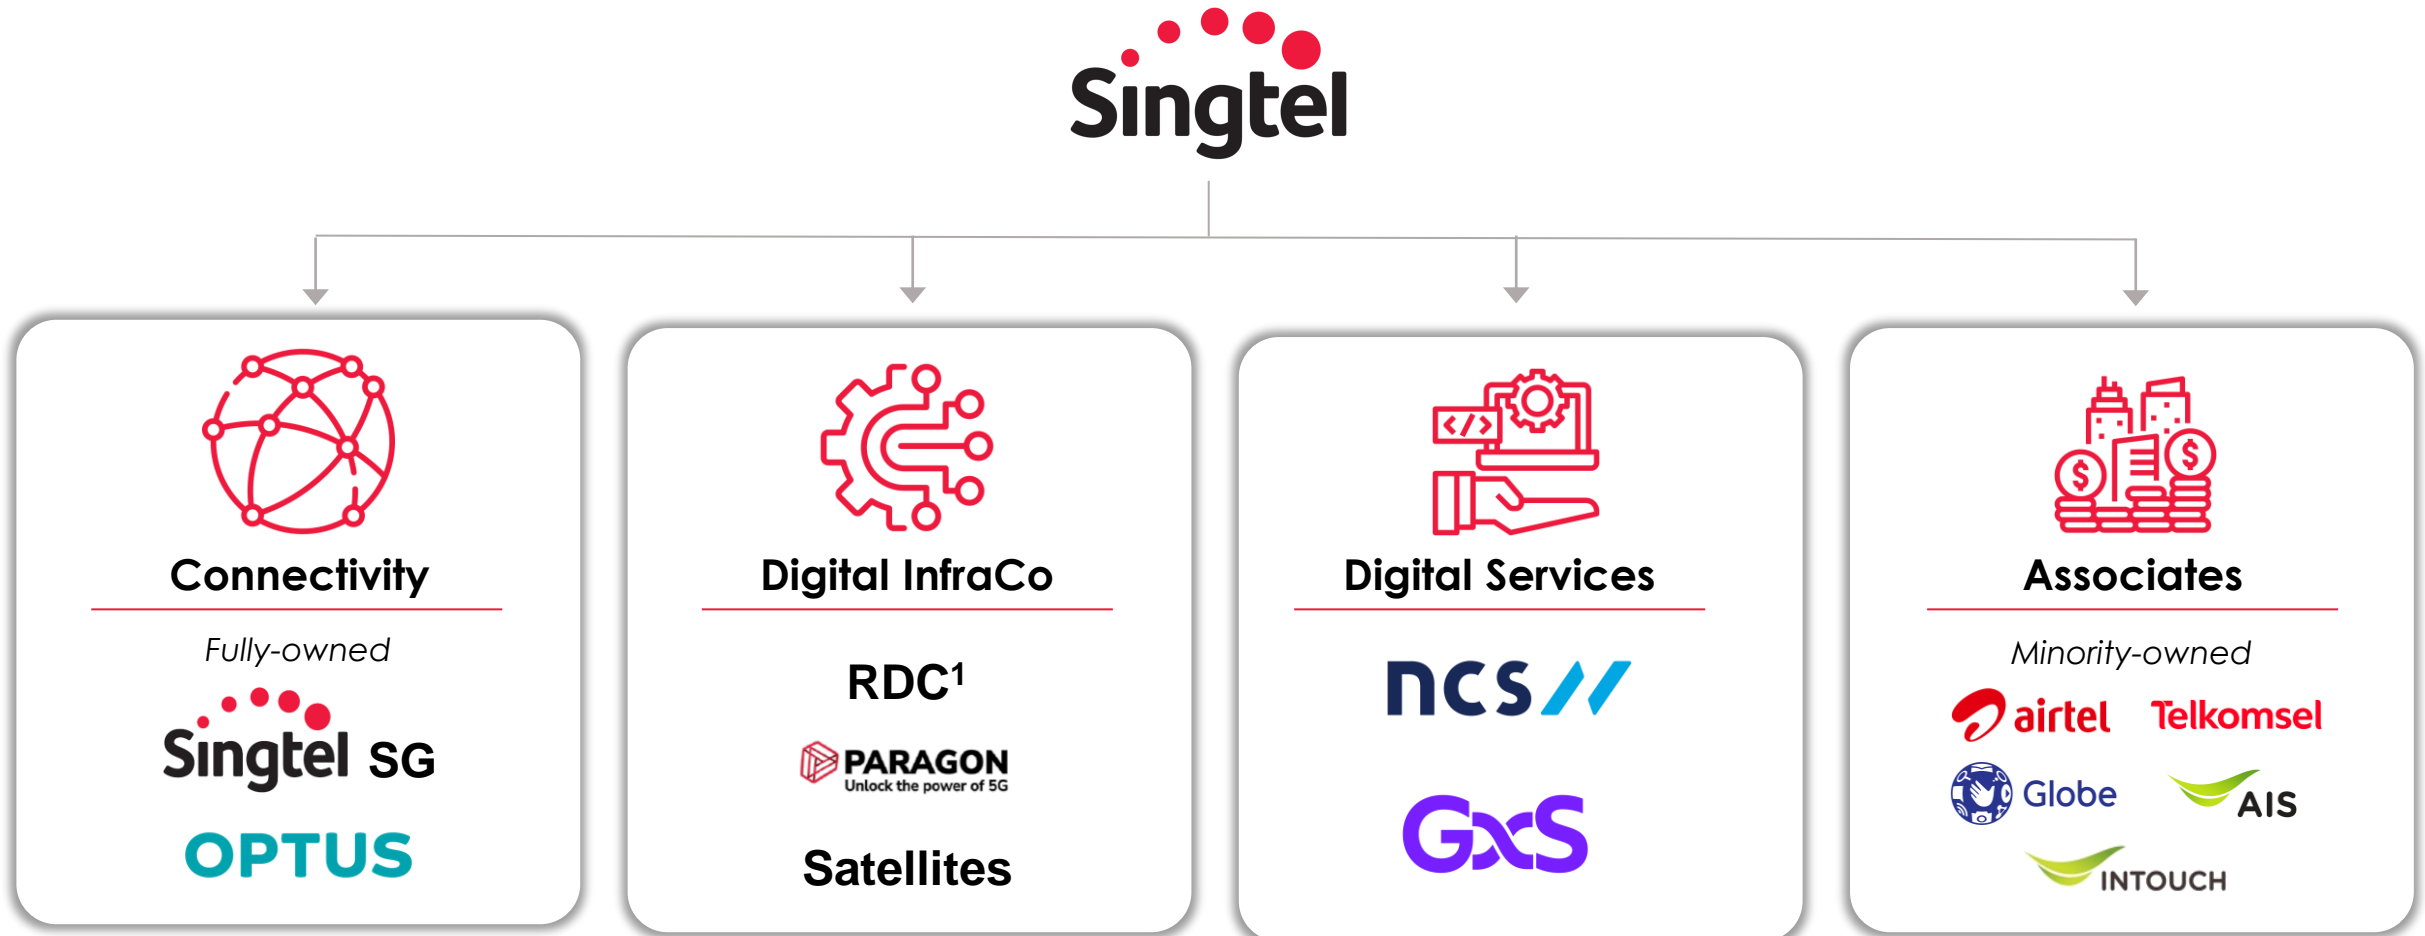 Singtel
Connectivity
Fully-owned
Singtel SG
OPTUS
Digital InfraCo
RDC¹
PARAGON
Unlock the power of 5G
Satellites
</>
Digital Services
ncs
GXS
$ $
Associates
Minority-owned
airtel Telkomsel
Globe AIS
INTOUCH